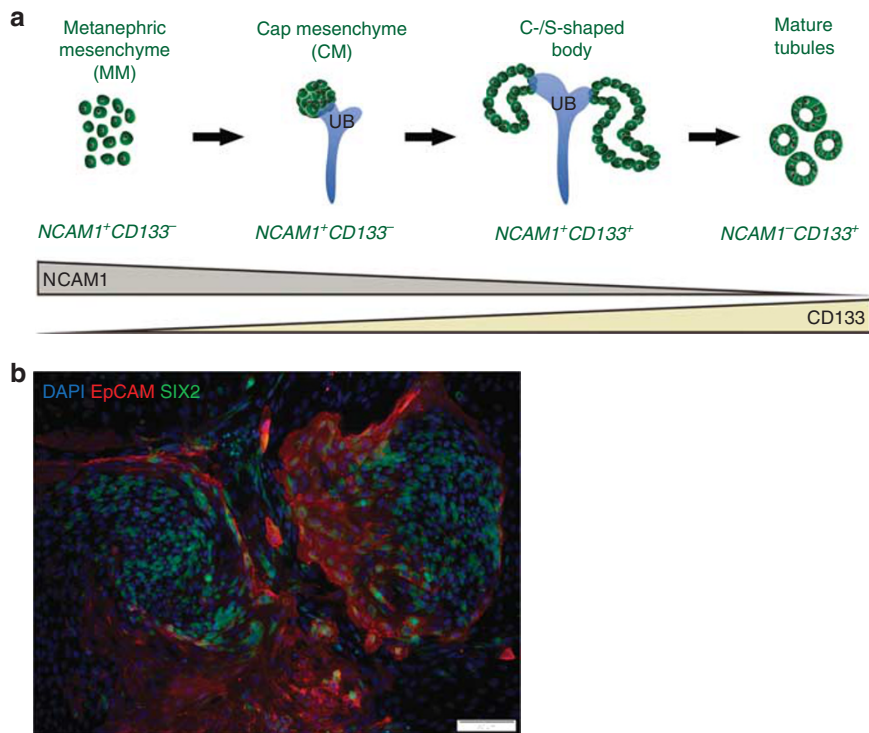 a
Metanephric
mesenchyme
(MM)
Cap mesenchyme
(CM)
C-/S-shaped
body
Mature
tubules
UB
UB
NCAM1⁺CD133⁻
NCAM1⁺CD133⁻
NCAM1⁺CD133⁺
NCAM1⁻CD133⁺
NCAM1
CD133
b
DAPI EpCAM SIX2